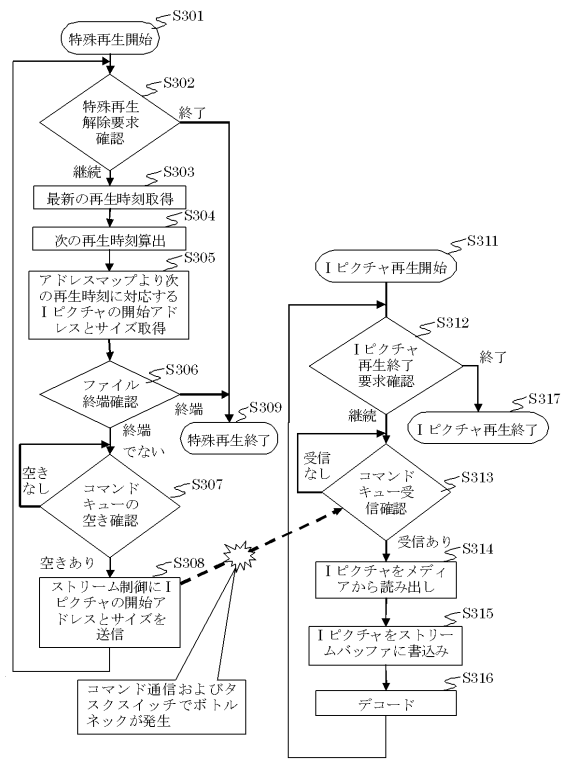 S301
特殊再生開始
S302
特殊再生
解除要求
確認
終了
継続
S303
最新の再生時刻取得
S304
次の再生時刻算出
S305
アドレスマップより次
の再生時刻に対応する
Ｉピクチャの開始アド
レスとサイズ取得
S306
ファイル
終端確認
終端
S309
特殊再生終了
終端
でない
空き
なし
S307
コマンド
キューの
空き確認
空きあり
S308
ストリーム制御にＩ
ピクチャの開始ア
ドレスとサイズを
送信
コマンド通信およびタ
スクスイッチでボトル
ネックが発生
S311
Ｉピクチャ再生開始
S312
Ｉピクチャ
再生終了
要求確認
終了
S317
Ｉピクチャ再生終了
継続
受信
なし
S313
コマンド
キュー受
信確認
受信あり
S314
Ｉピクチャをメディ
アから読み出し
S315
Ｉピクチャをストリー
ムバッファに書込み
S316
デコード